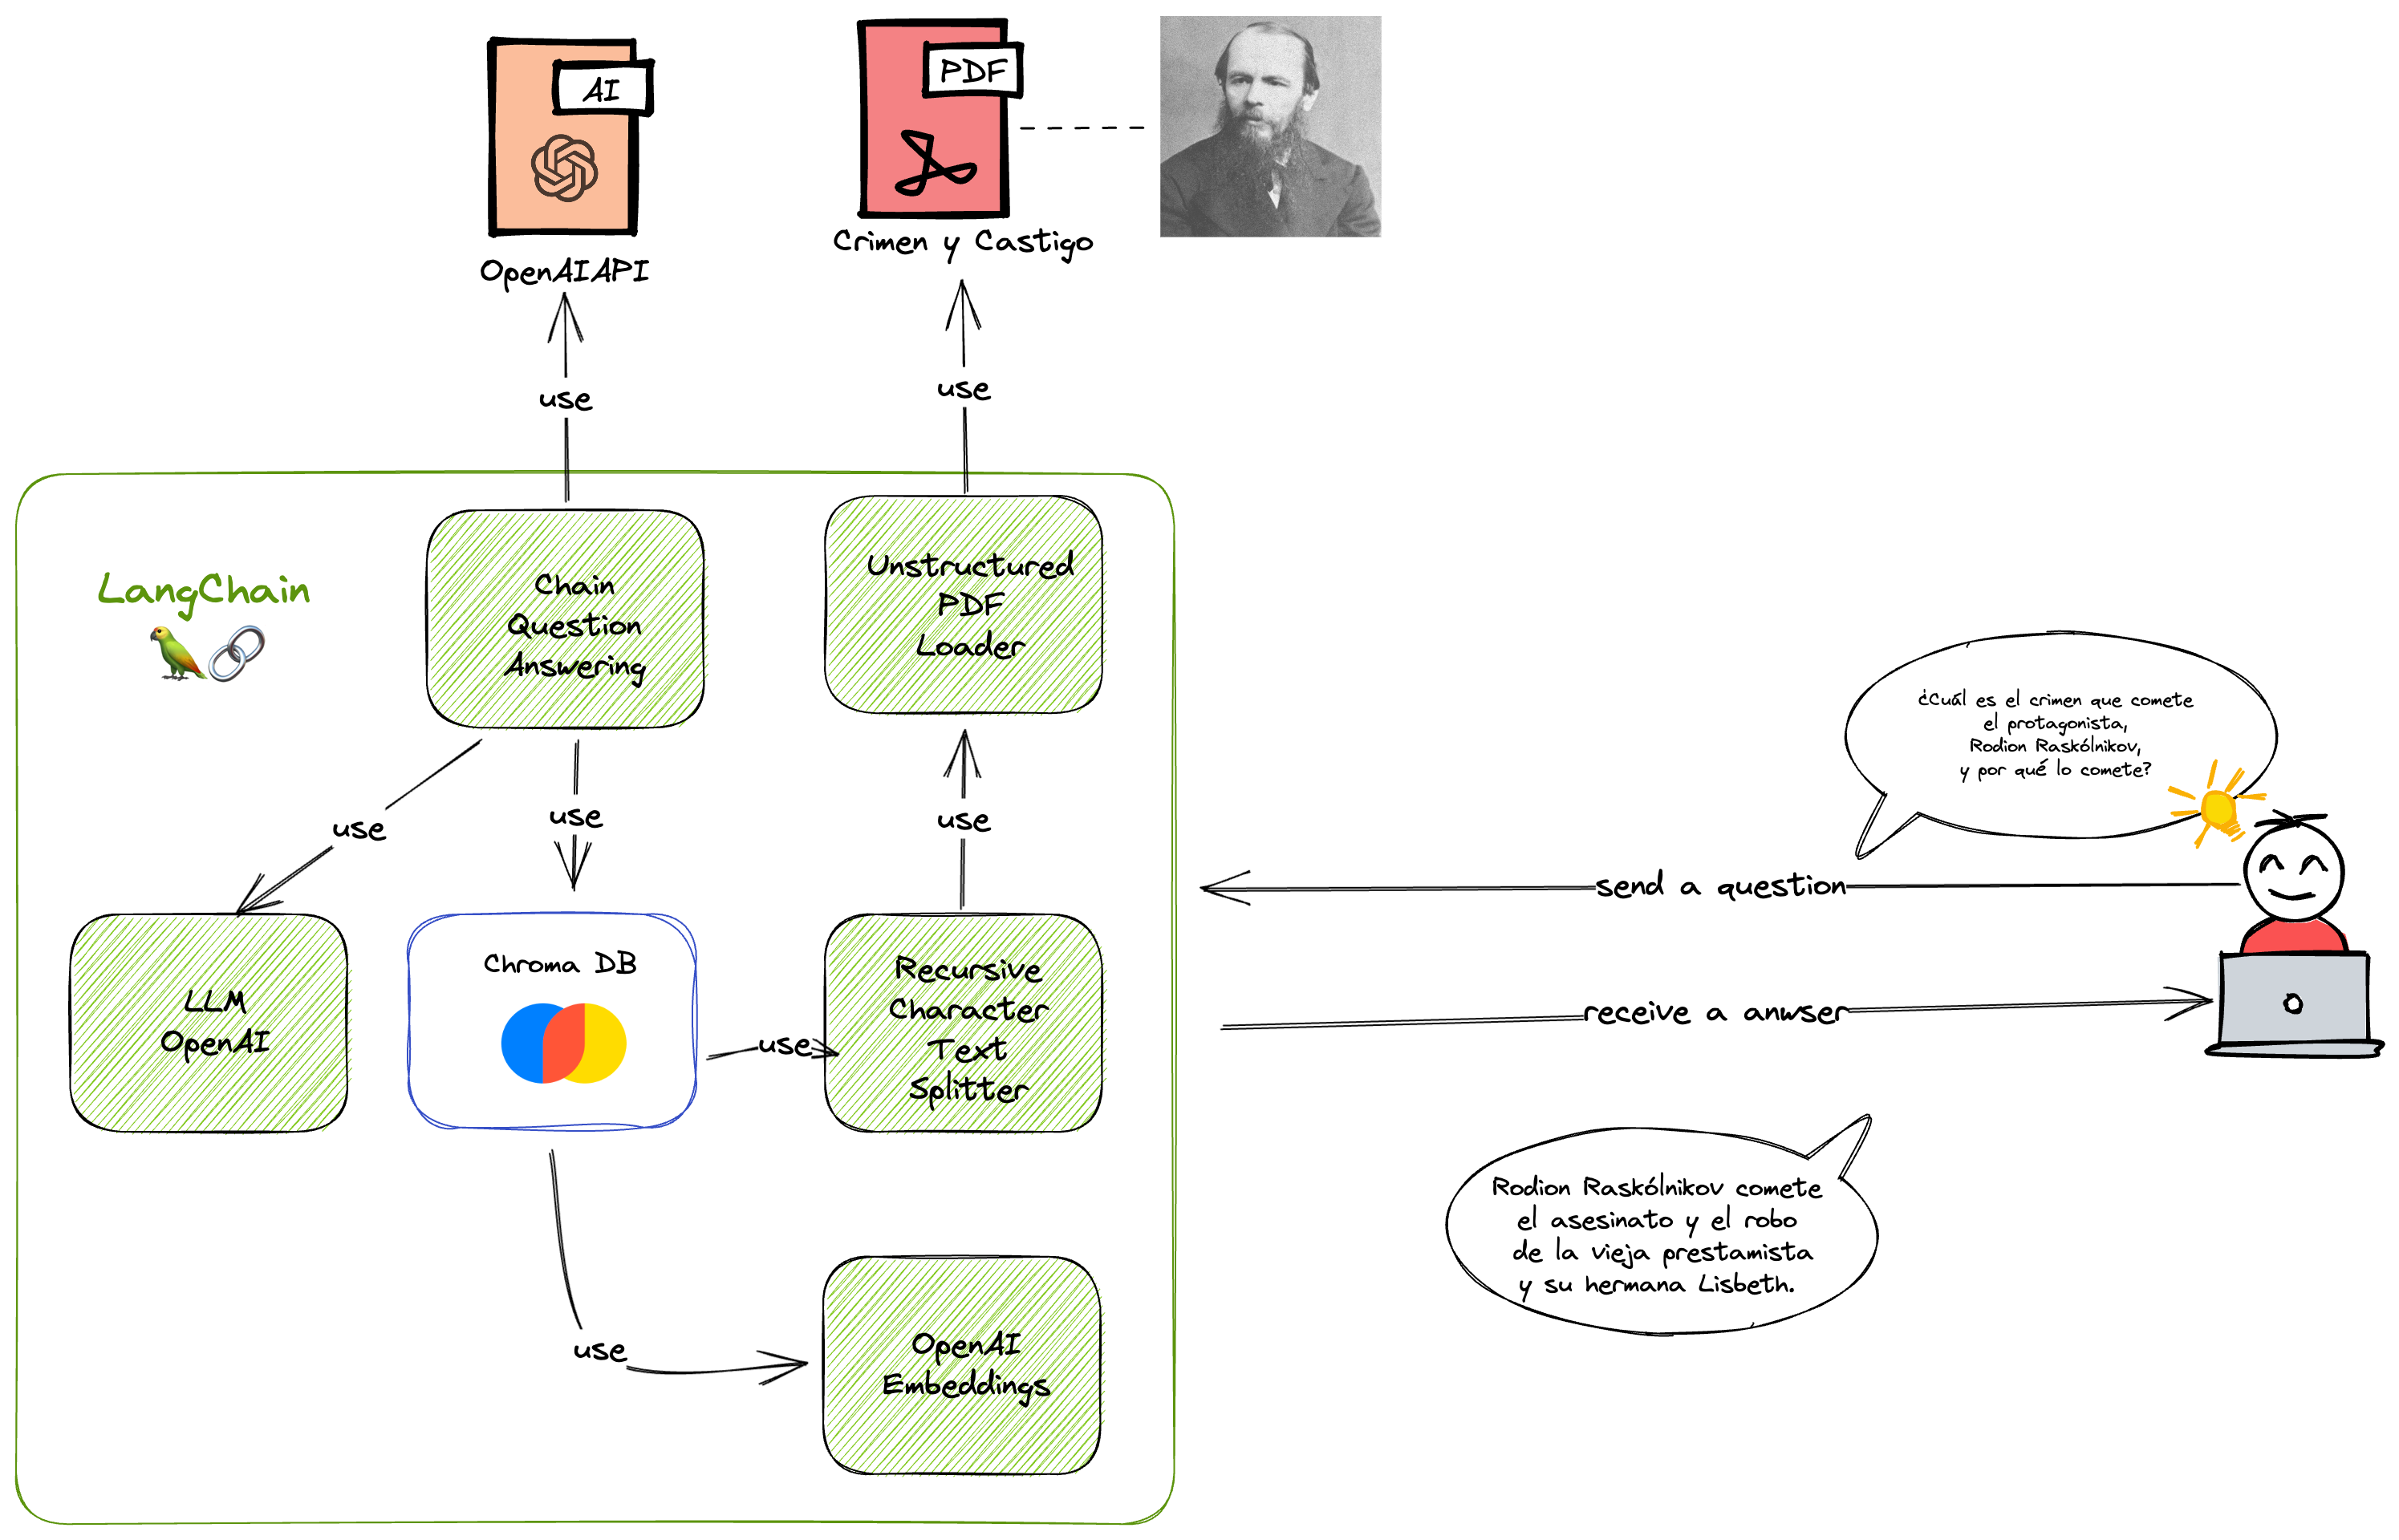 AI
PDF
OpenAIAPI
Crimen y Castigo
use
use
LangChain
Chain
Question
Answering
Unstructured
PDF
Loader
use
use
use
LLM
OpenAI
Chroma DB
use
Recursive
Character
Text
Splitter
use
OpenAI
Embeddings
¿Cuál es el crimen que comete
el protagonista,
Rodion Raskólnikov,
y por qué lo comete?
send a question
receive a anwser
Rodion Raskólnikov comete
el asesinato y el robo
de la vieja prestamista
y su hermana Lisbeth.